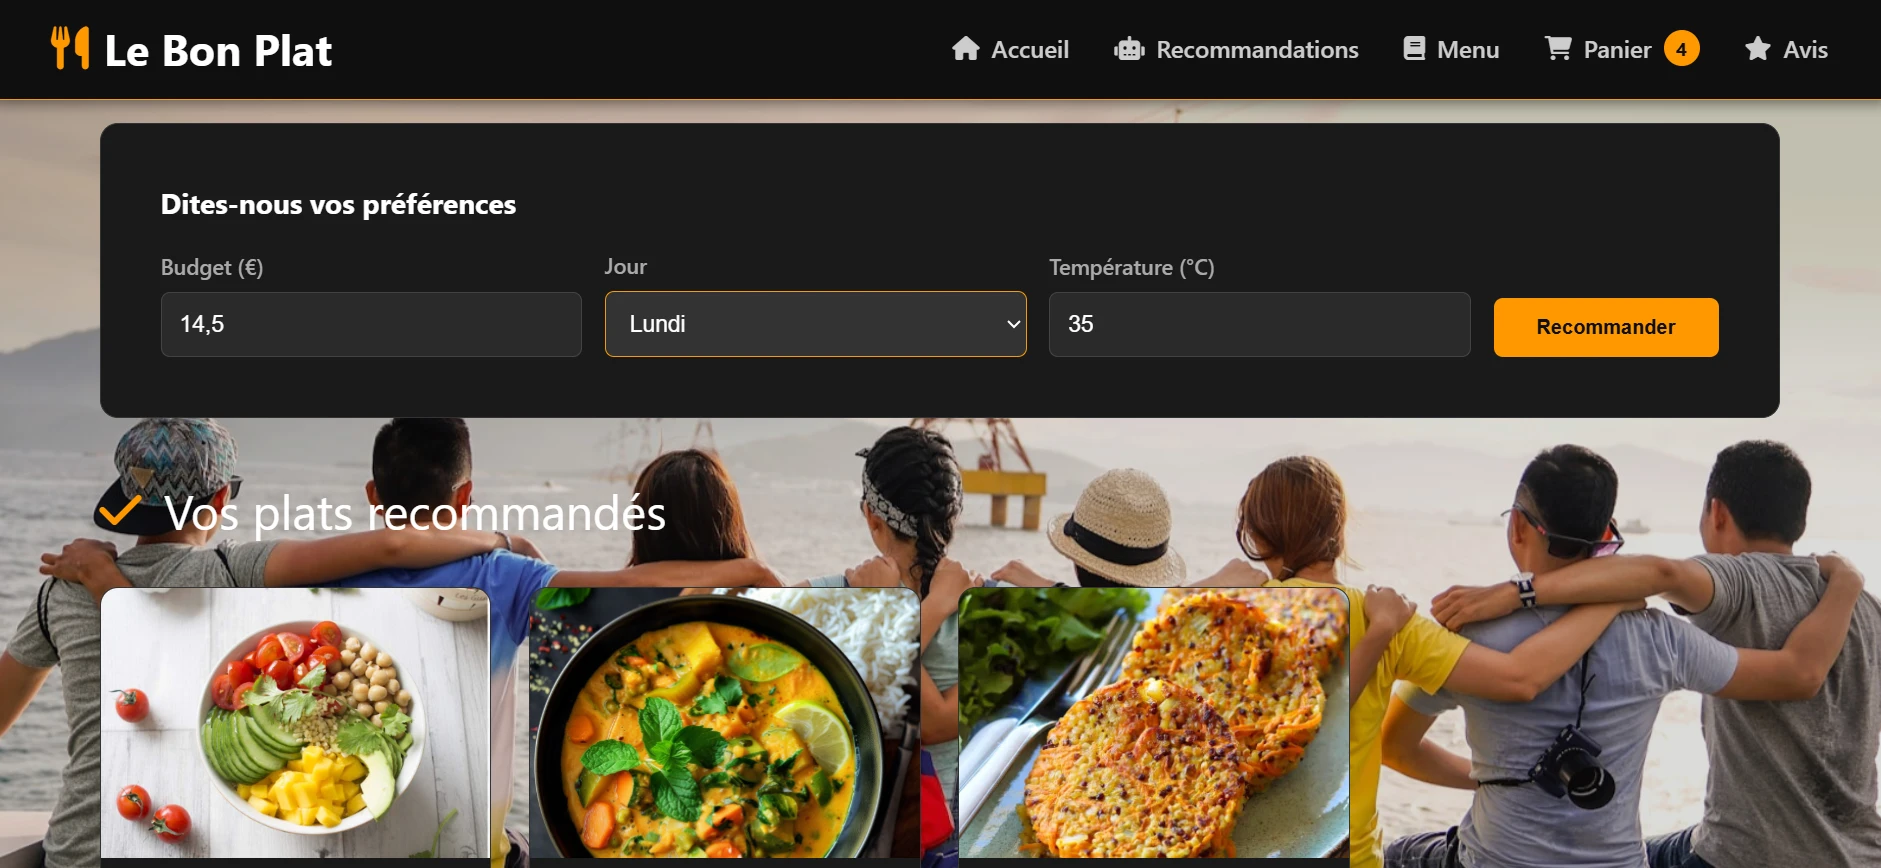 Le Bon Plat
Accueil
Recommandations
Menu
Panier 4
Avis
Dites-nous vos préférences
Budget (€)
Jour
Température (°C)
14,5
Lundi
35
Recommander
Vos plats recommandés